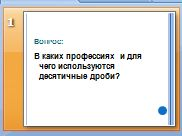 1
Вопрос:
В каких профессиях и для
чего используются
десятичные дроби?